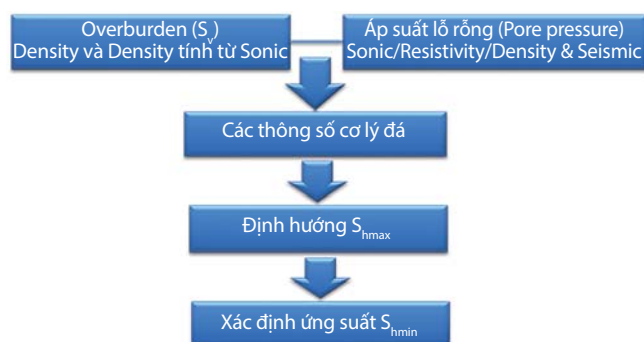 Overburden (Sv)
Density và Density tính từ Sonic
Áp suất lỗ rỗng (Pore pressure)
Sonic/Resistivity/Density & Seismic
Các thông số cơ lý đá
Định hướng Shmax
Xác định ứng suất Shmin